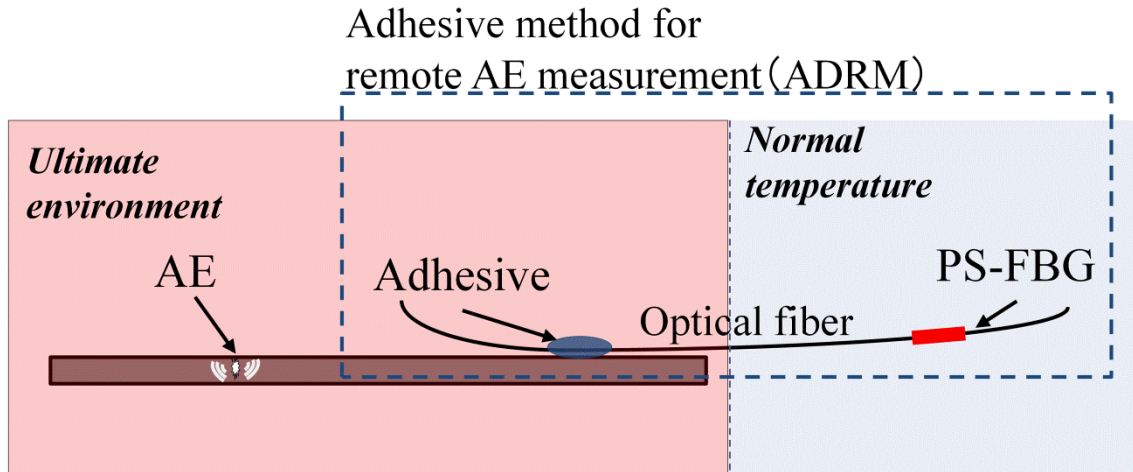 Adhesive method for
remote AE measurement（ADRM）
Ultimate
environment
Normal
temperature
AE
Adhesive
PS-FBG
Optical fiber